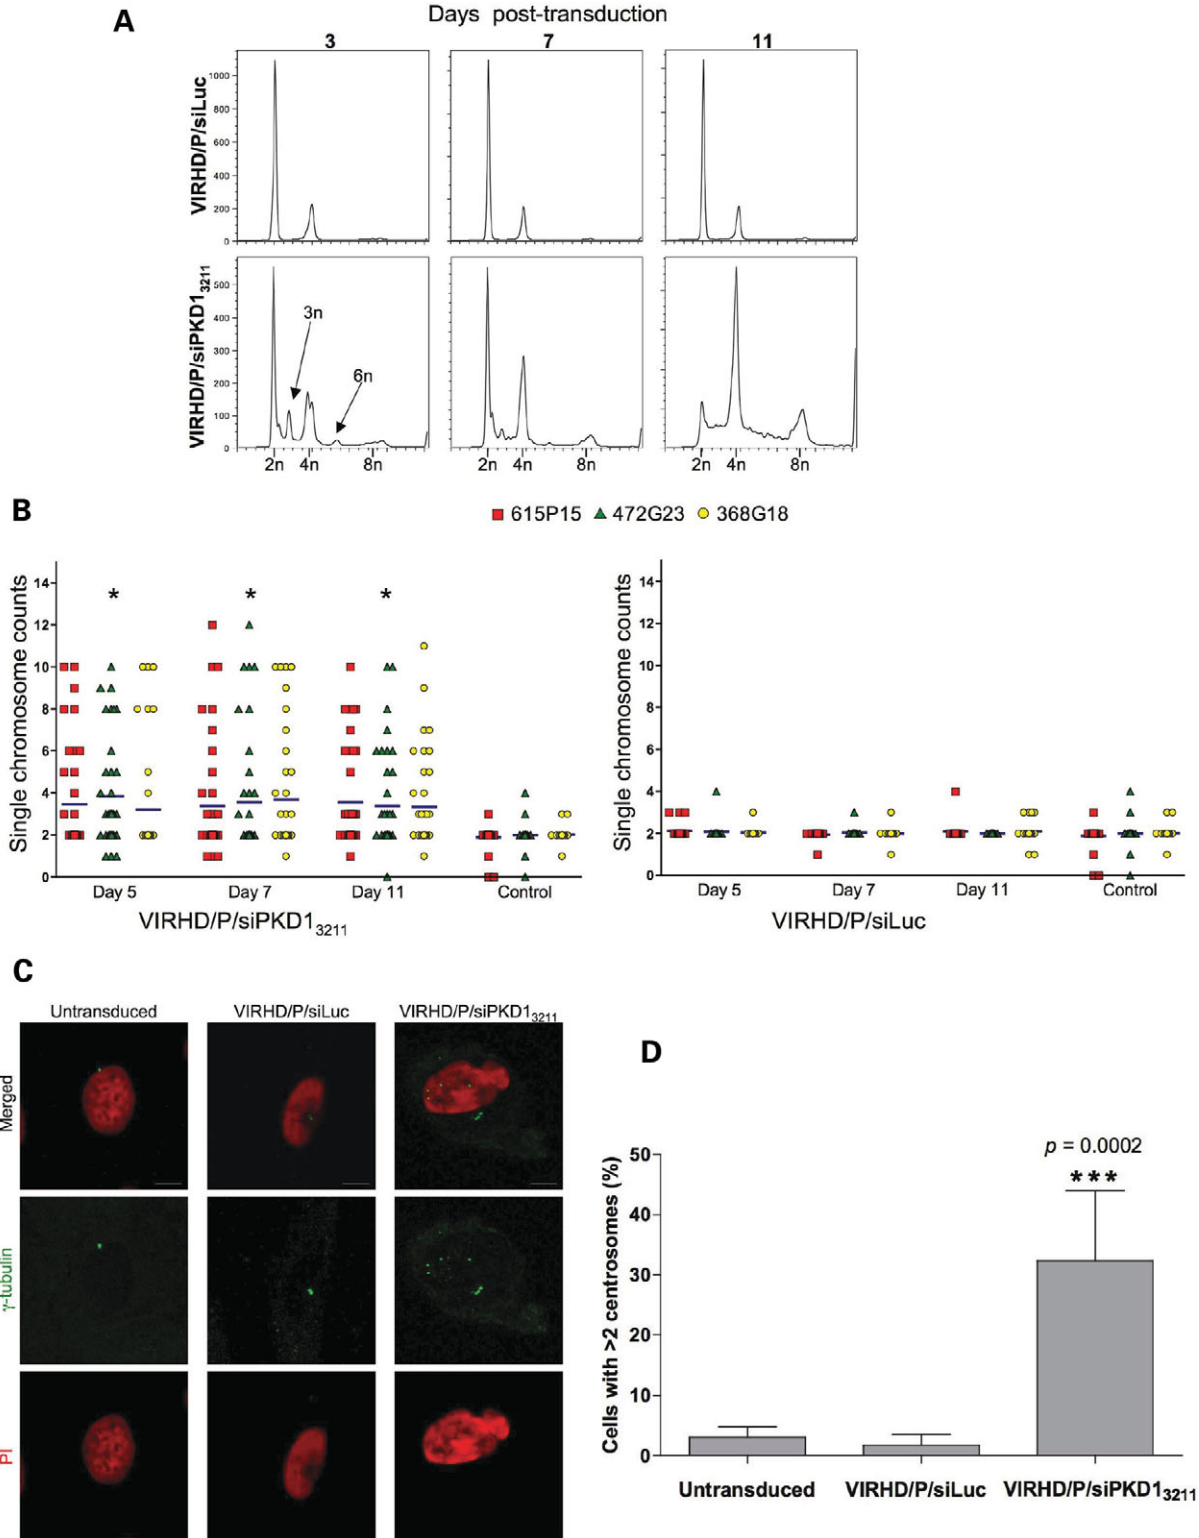 A
Days post-transduction
3 7 11
VIRHD/P/siLuc
1000
800
600
400
200
0
VIRHD/P/siPKD13211
500
400
300
200
100
0
3n
6n
2n 4n 8n 2n 4n 8n 2n 4n 8n
B
615P15 472G23 368G18
Single chromosome counts
14
12
10
8
6
4
2
0
* * *
Day 5 Day 7 Day 11 Control
VIRHD/P/siPKD13211
Single chromosome counts
14
12
10
8
6
4
2
0
Day 5 Day 7 Day 11 Control
VIRHD/P/siLuc
C
Untransduced VIRHD/P/siLuc VIRHD/P/siPKD13211
Merged
γ-tubulin
PI
D
Cells with >2 centrosomes (%)
50
40
30
20
10
0
p = 0.0002
***
Untransduced VIRHD/P/siLuc VIRHD/P/siPKD13211